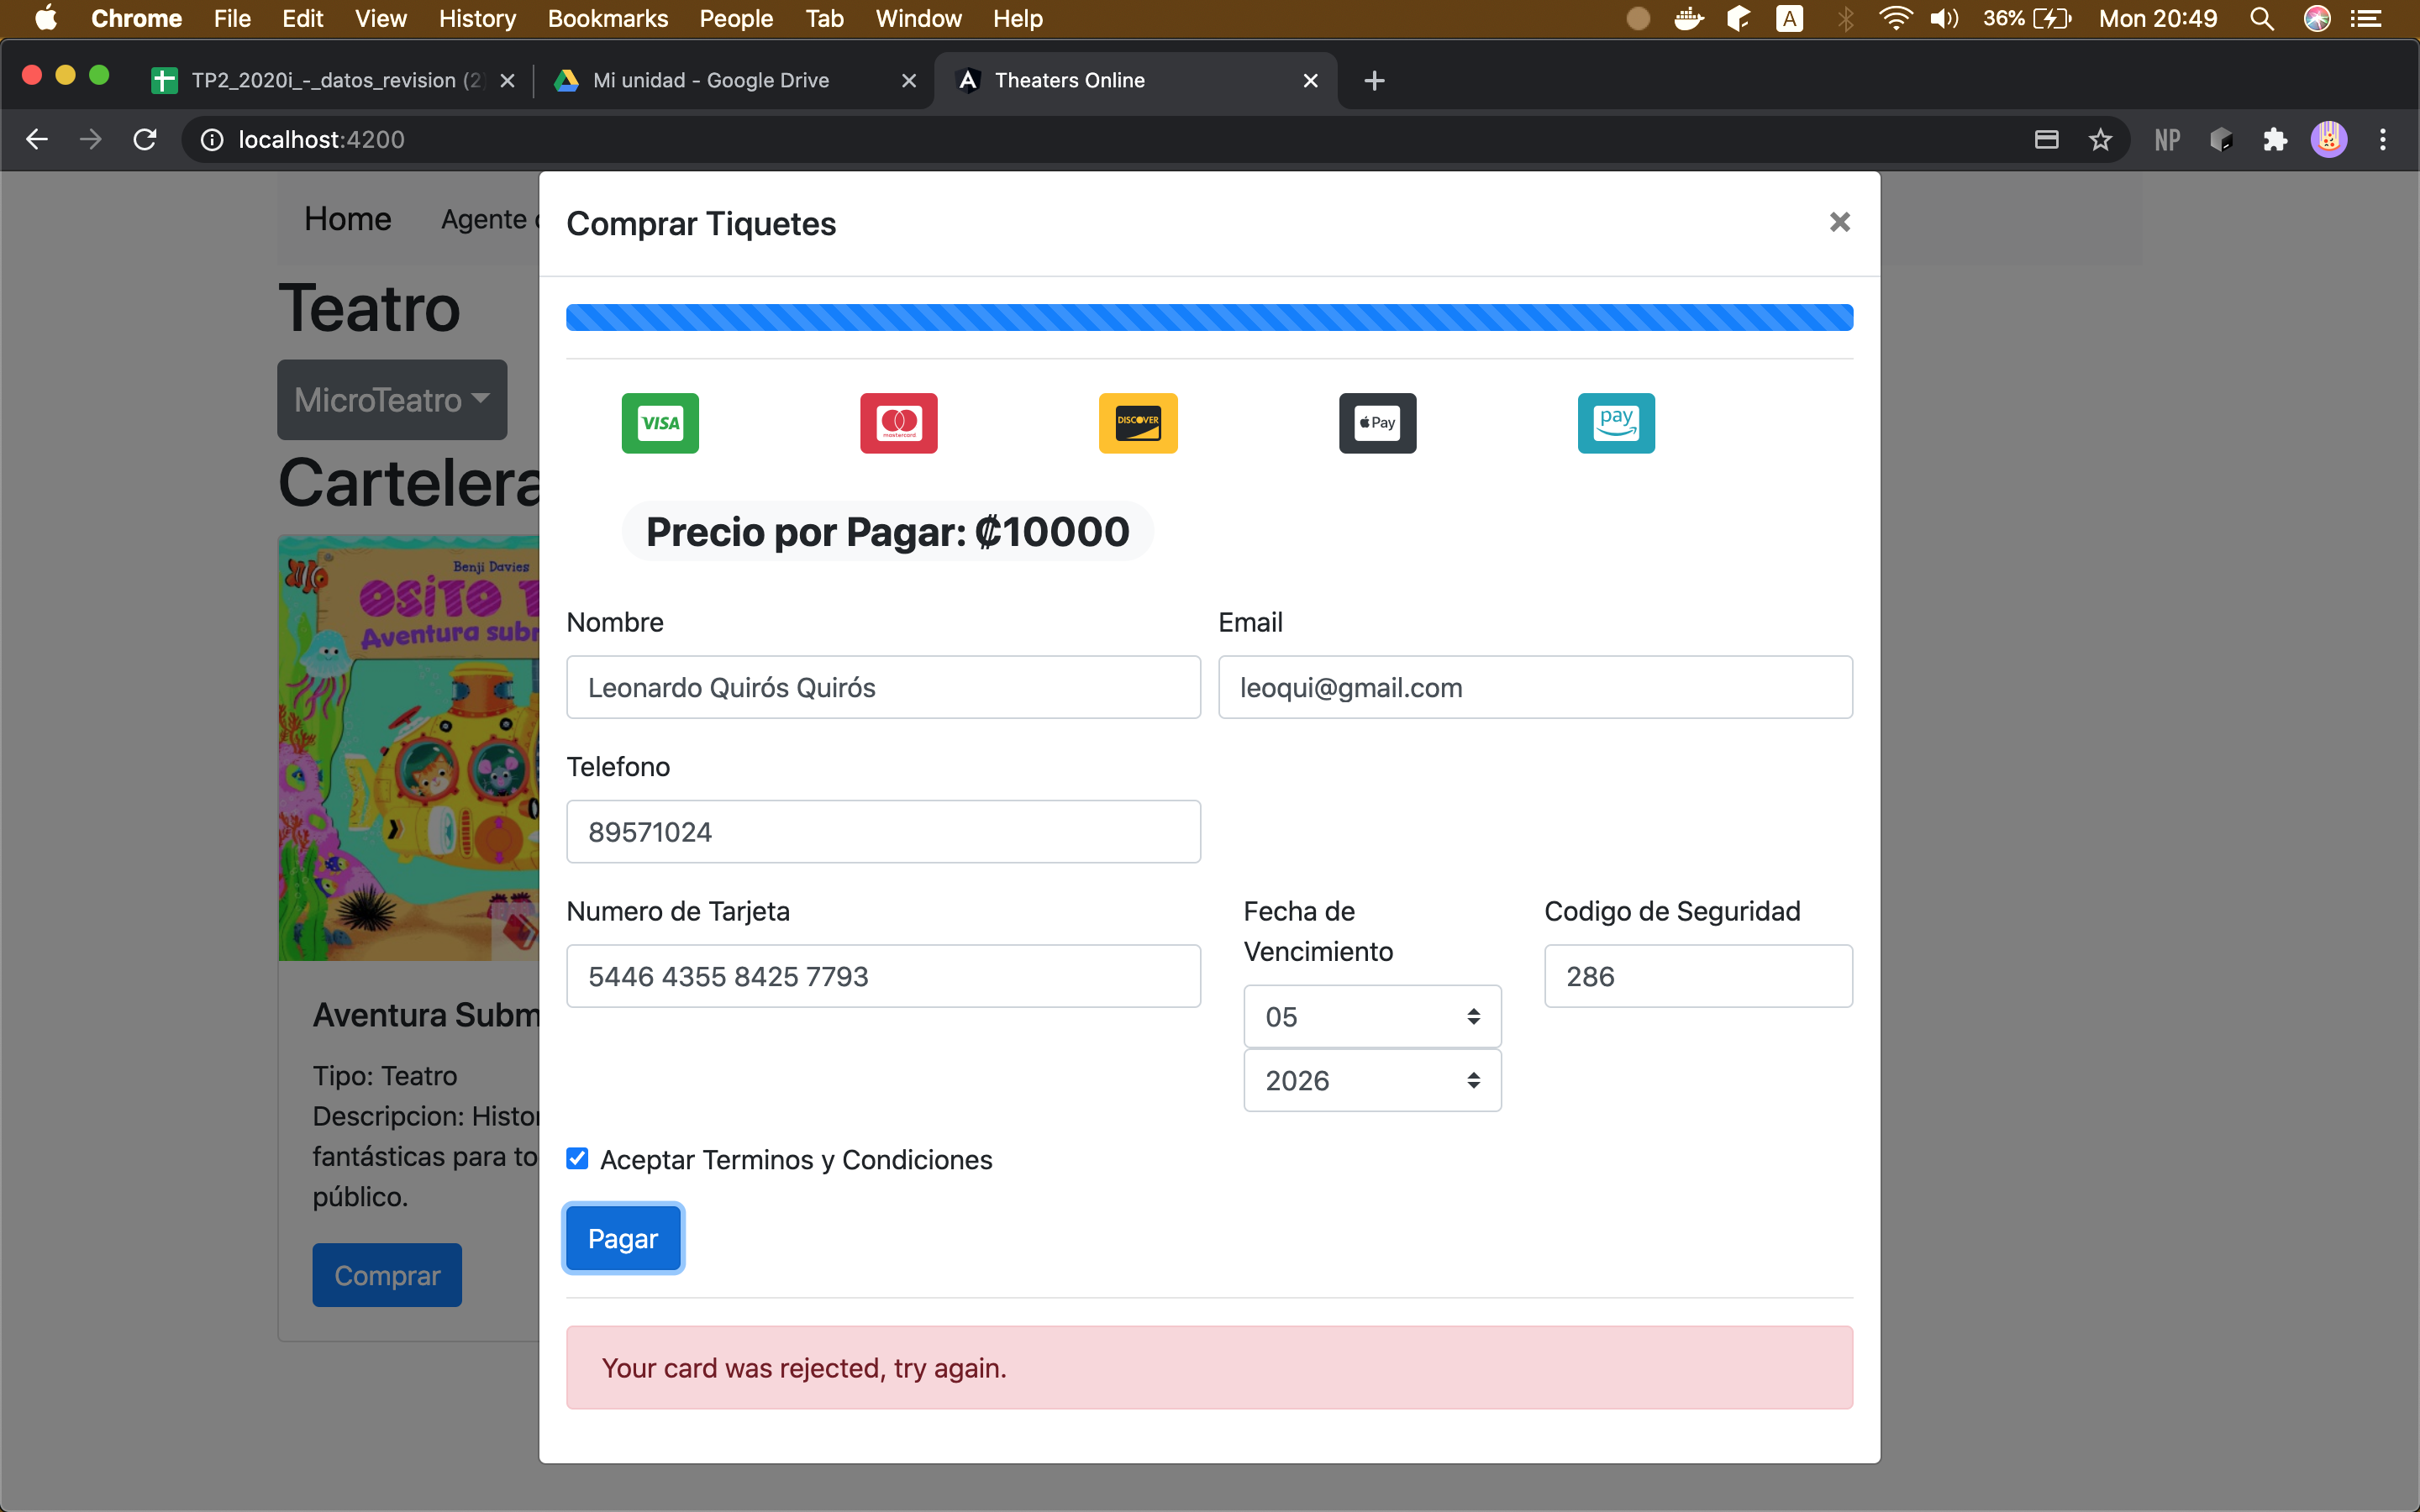 Chrome File Edit View History Bookmarks People Tab Window Help A 36% Mon 20:49
TP2_2020i_-_datos_revision (2) Mi unidad - Google Drive Theaters Online
localhost:4200 NP
Home Agente
Comprar Tiquetes
Teatro
MicroTeatro
VISA mastercard DISCOVER Pay pay
Cartelera
Precio por Pagar: ₡10000
Benji Davies
OSITO
Aventura
Nombre Email
Leonardo Quirós Quirós leoqui@gmail.com
Telefono
89571024
Numero de Tarjeta Fecha de Vencimiento Codigo de Seguridad
5446 4355 8425 7793 286
05
2026
Aventura
Tipo: Teatro
Descripcion:
fantásticas para
público.
Aceptar Terminos y Condiciones
Pagar
Comprar
Your card was rejected, try again.